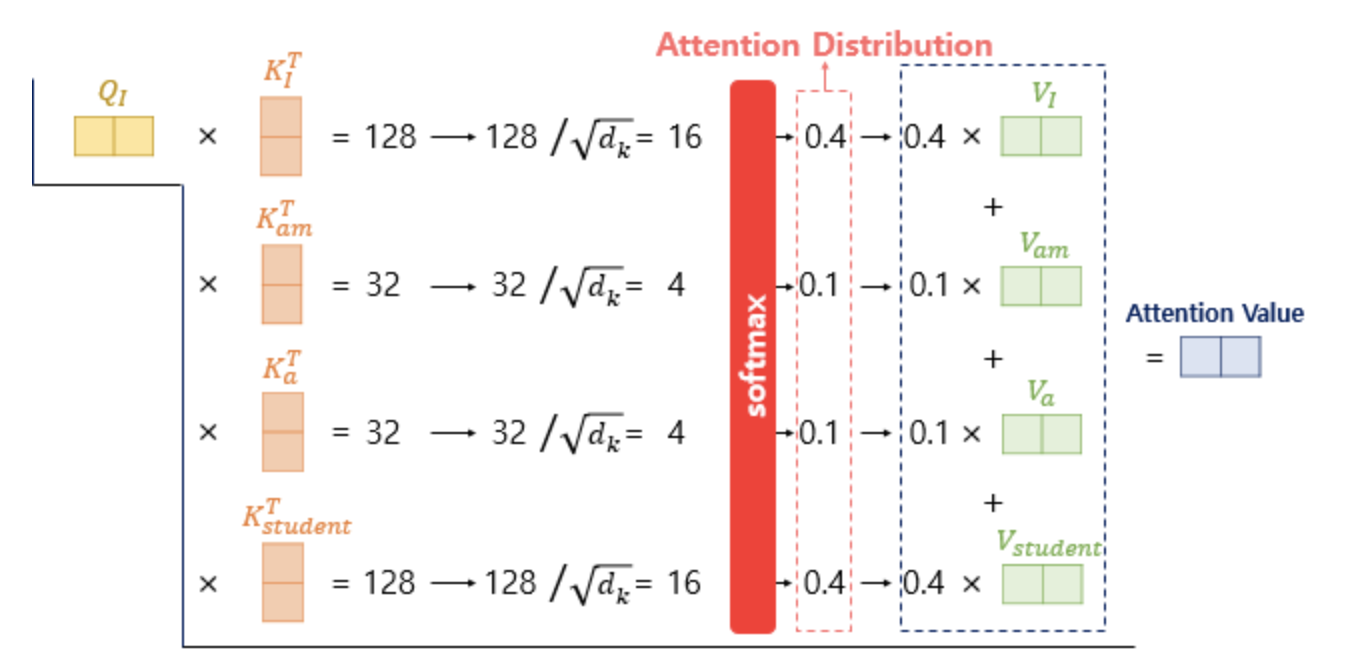 Attention Distribution
Q_I
K_I^T
V_I
× = 128 → 128 /√d_k = 16 → 0.4 → 0.4 ×
+
K_am^T
V_am
× = 32 → 32 /√d_k = 4 → 0.1 → 0.1 ×
softmax
Attention Value
+
=
K_a^T
V_a
× = 32 → 32 /√d_k = 4 → 0.1 → 0.1 ×
+
K_student^T
V_student
× = 128 → 128 /√d_k = 16 → 0.4 → 0.4 ×